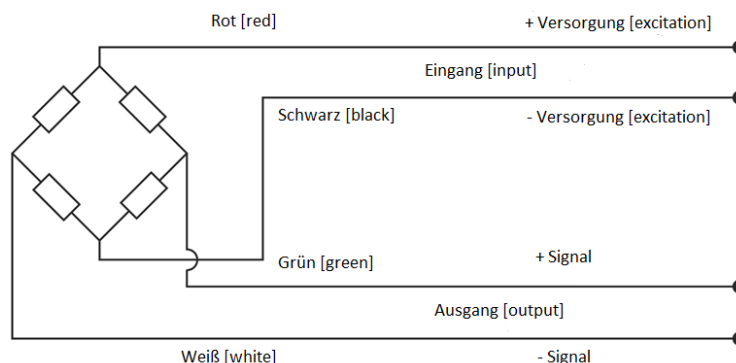 Rot [red]
+ Versorgung [excitation]
Eingang [input]
Schwarz [black]
- Versorgung [excitation]
Grün [green]
+ Signal
Ausgang [output]
Weiß [white]
- Signal